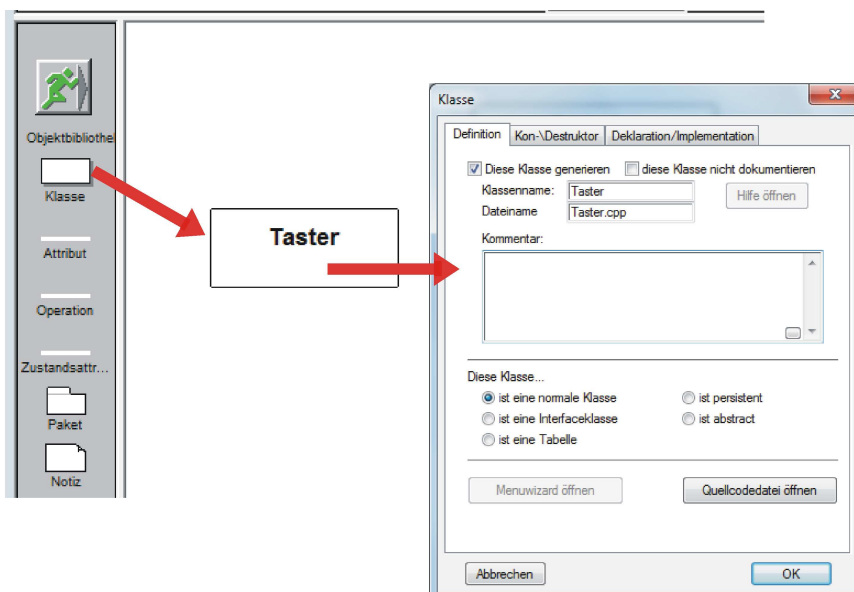 Objektbibliothe
Klasse
Attribut
Operation
Zustandsattr...
Paket
Notiz
Taster
Klasse
Definition Kon-\Destruktor Deklaration/Implementation
Diese Klasse generieren diese Klasse nicht dokumentieren
Klassenname: Taster Hilfe öffnen
Dateiname Taster.cpp
Kommentar:
Diese Klasse...
ist eine normale Klasse ist persistent
ist eine Interfaceklasse ist abstract
ist eine Tabelle
Menuwizard öffnen Quellcodedatei öffnen
Abbrechen OK